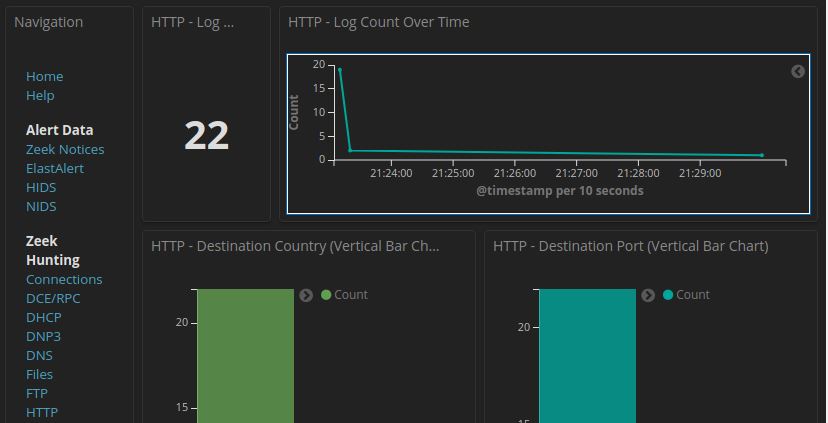 Navigation
Home
Help
Alert Data
Zeek Notices
ElastAlert
HIDS
NIDS
Zeek
Hunting
Connections
DCE/RPC
DHCP
DNP3
DNS
Files
FTP
HTTP
HTTP - Log ...
22
HTTP - Log Count Over Time
Count
20
15
10
5
0
21:24:00 21:25:00 21:26:00 21:27:00 21:28:00 21:29:00
@timestamp per 10 seconds
HTTP - Destination Country (Vertical Bar Ch...
Count
20
15
HTTP - Destination Port (Vertical Bar Chart)
Count
20
15